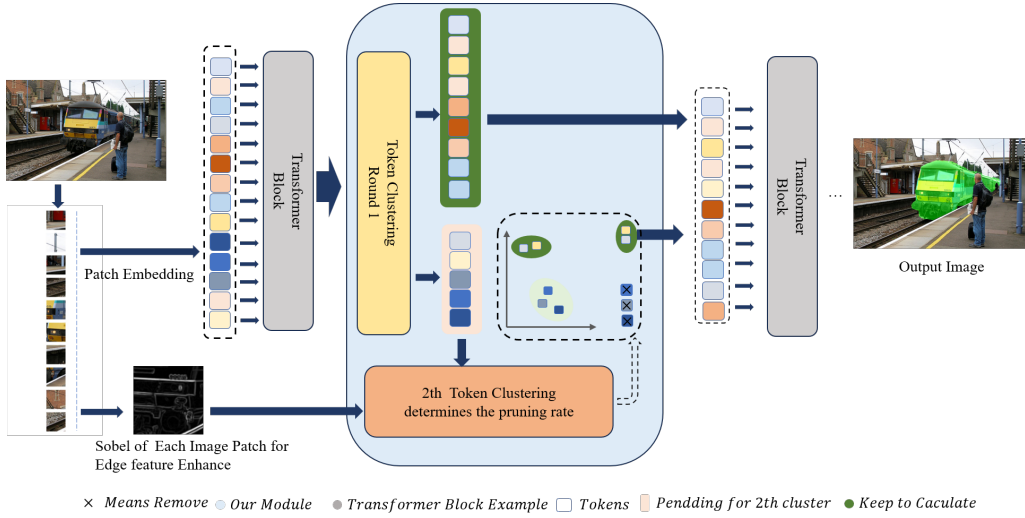 Patch Embedding
Transformer
Block
Token Clustering
Round 1
2th Token Clustering
determines the pruning rate
Sobel of Each Image Patch for
Edge feature Enhance
Transformer
Block
...
Output Image
× Means Remove
Our Module
Transformer Block Example
Tokens
Pendding for 2th cluster
Keep to Caculate